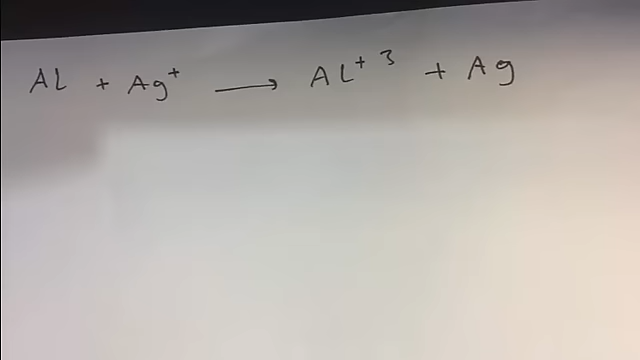 Al + Ag⁺ ⟶ Al⁺³ + Ag